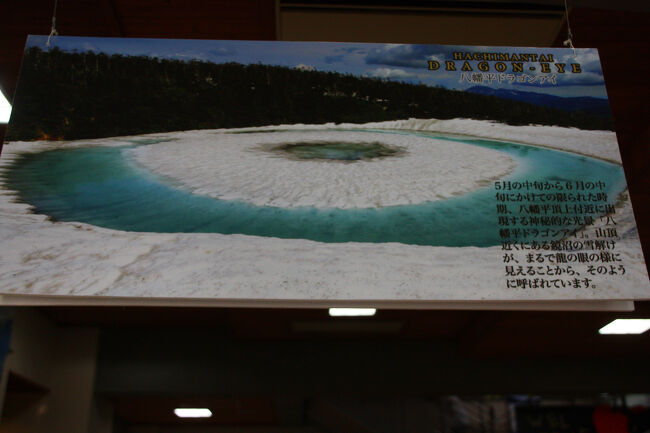 HACHIMANTAI
DRAGON-EYE
八幡平ドラゴンアイ
5月の中旬から6月の中
旬にかけての限られた時
期、八幡平頂上付近に出
現する神秘的な光景「八
幡平ドラゴンアイ」。山頂
近くにある鏡沼の雪解け
が、まるで龍の眼の様に
見えることから、そのよう
に呼ばれています。